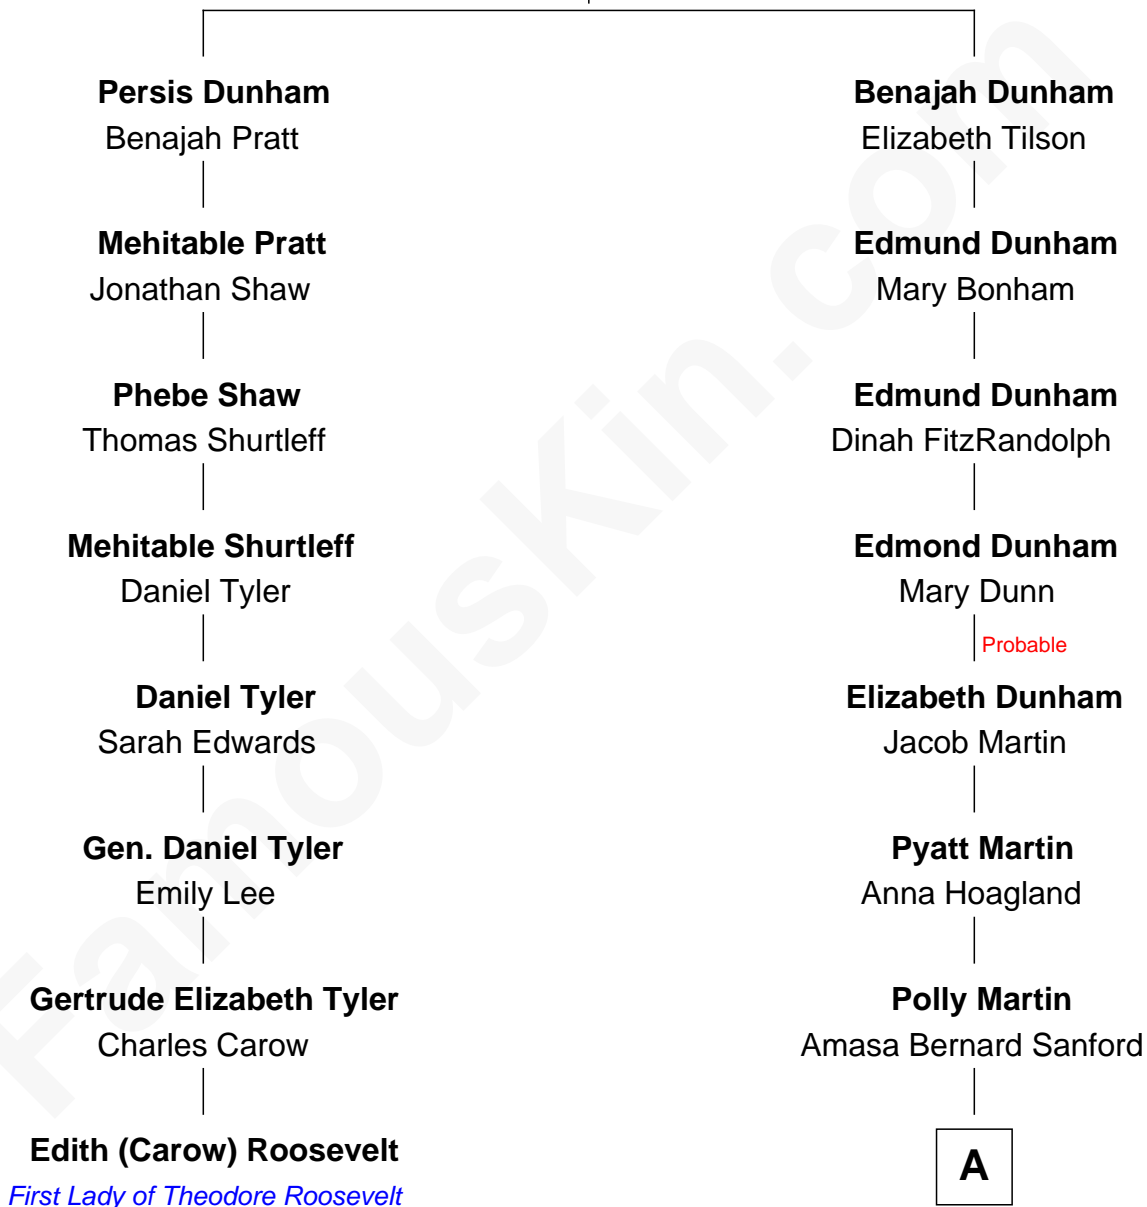 Persis Dunham
Benajah Pratt
Mehitable Pratt
Jonathan Shaw
Phebe Shaw
Thomas Shurtleff
Mehitable Shurtleff
Daniel Tyler
Daniel Tyler
Sarah Edwards
Gen. Daniel Tyler
Emily Lee
Gertrude Elizabeth Tyler
Charles Carow
Edith (Carow) Roosevelt
First Lady of Theodore Roosevelt
Benajah Dunham
Elizabeth Tilson
Edmund Dunham
Mary Bonham
Edmund Dunham
Dinah FitzRandolph
Edmond Dunham
Mary Dunn
Probable
Elizabeth Dunham
Jacob Martin
Pyatt Martin
Anna Hoagland
Polly Martin
Amasa Bernard Sanford
A
FamousKin.com